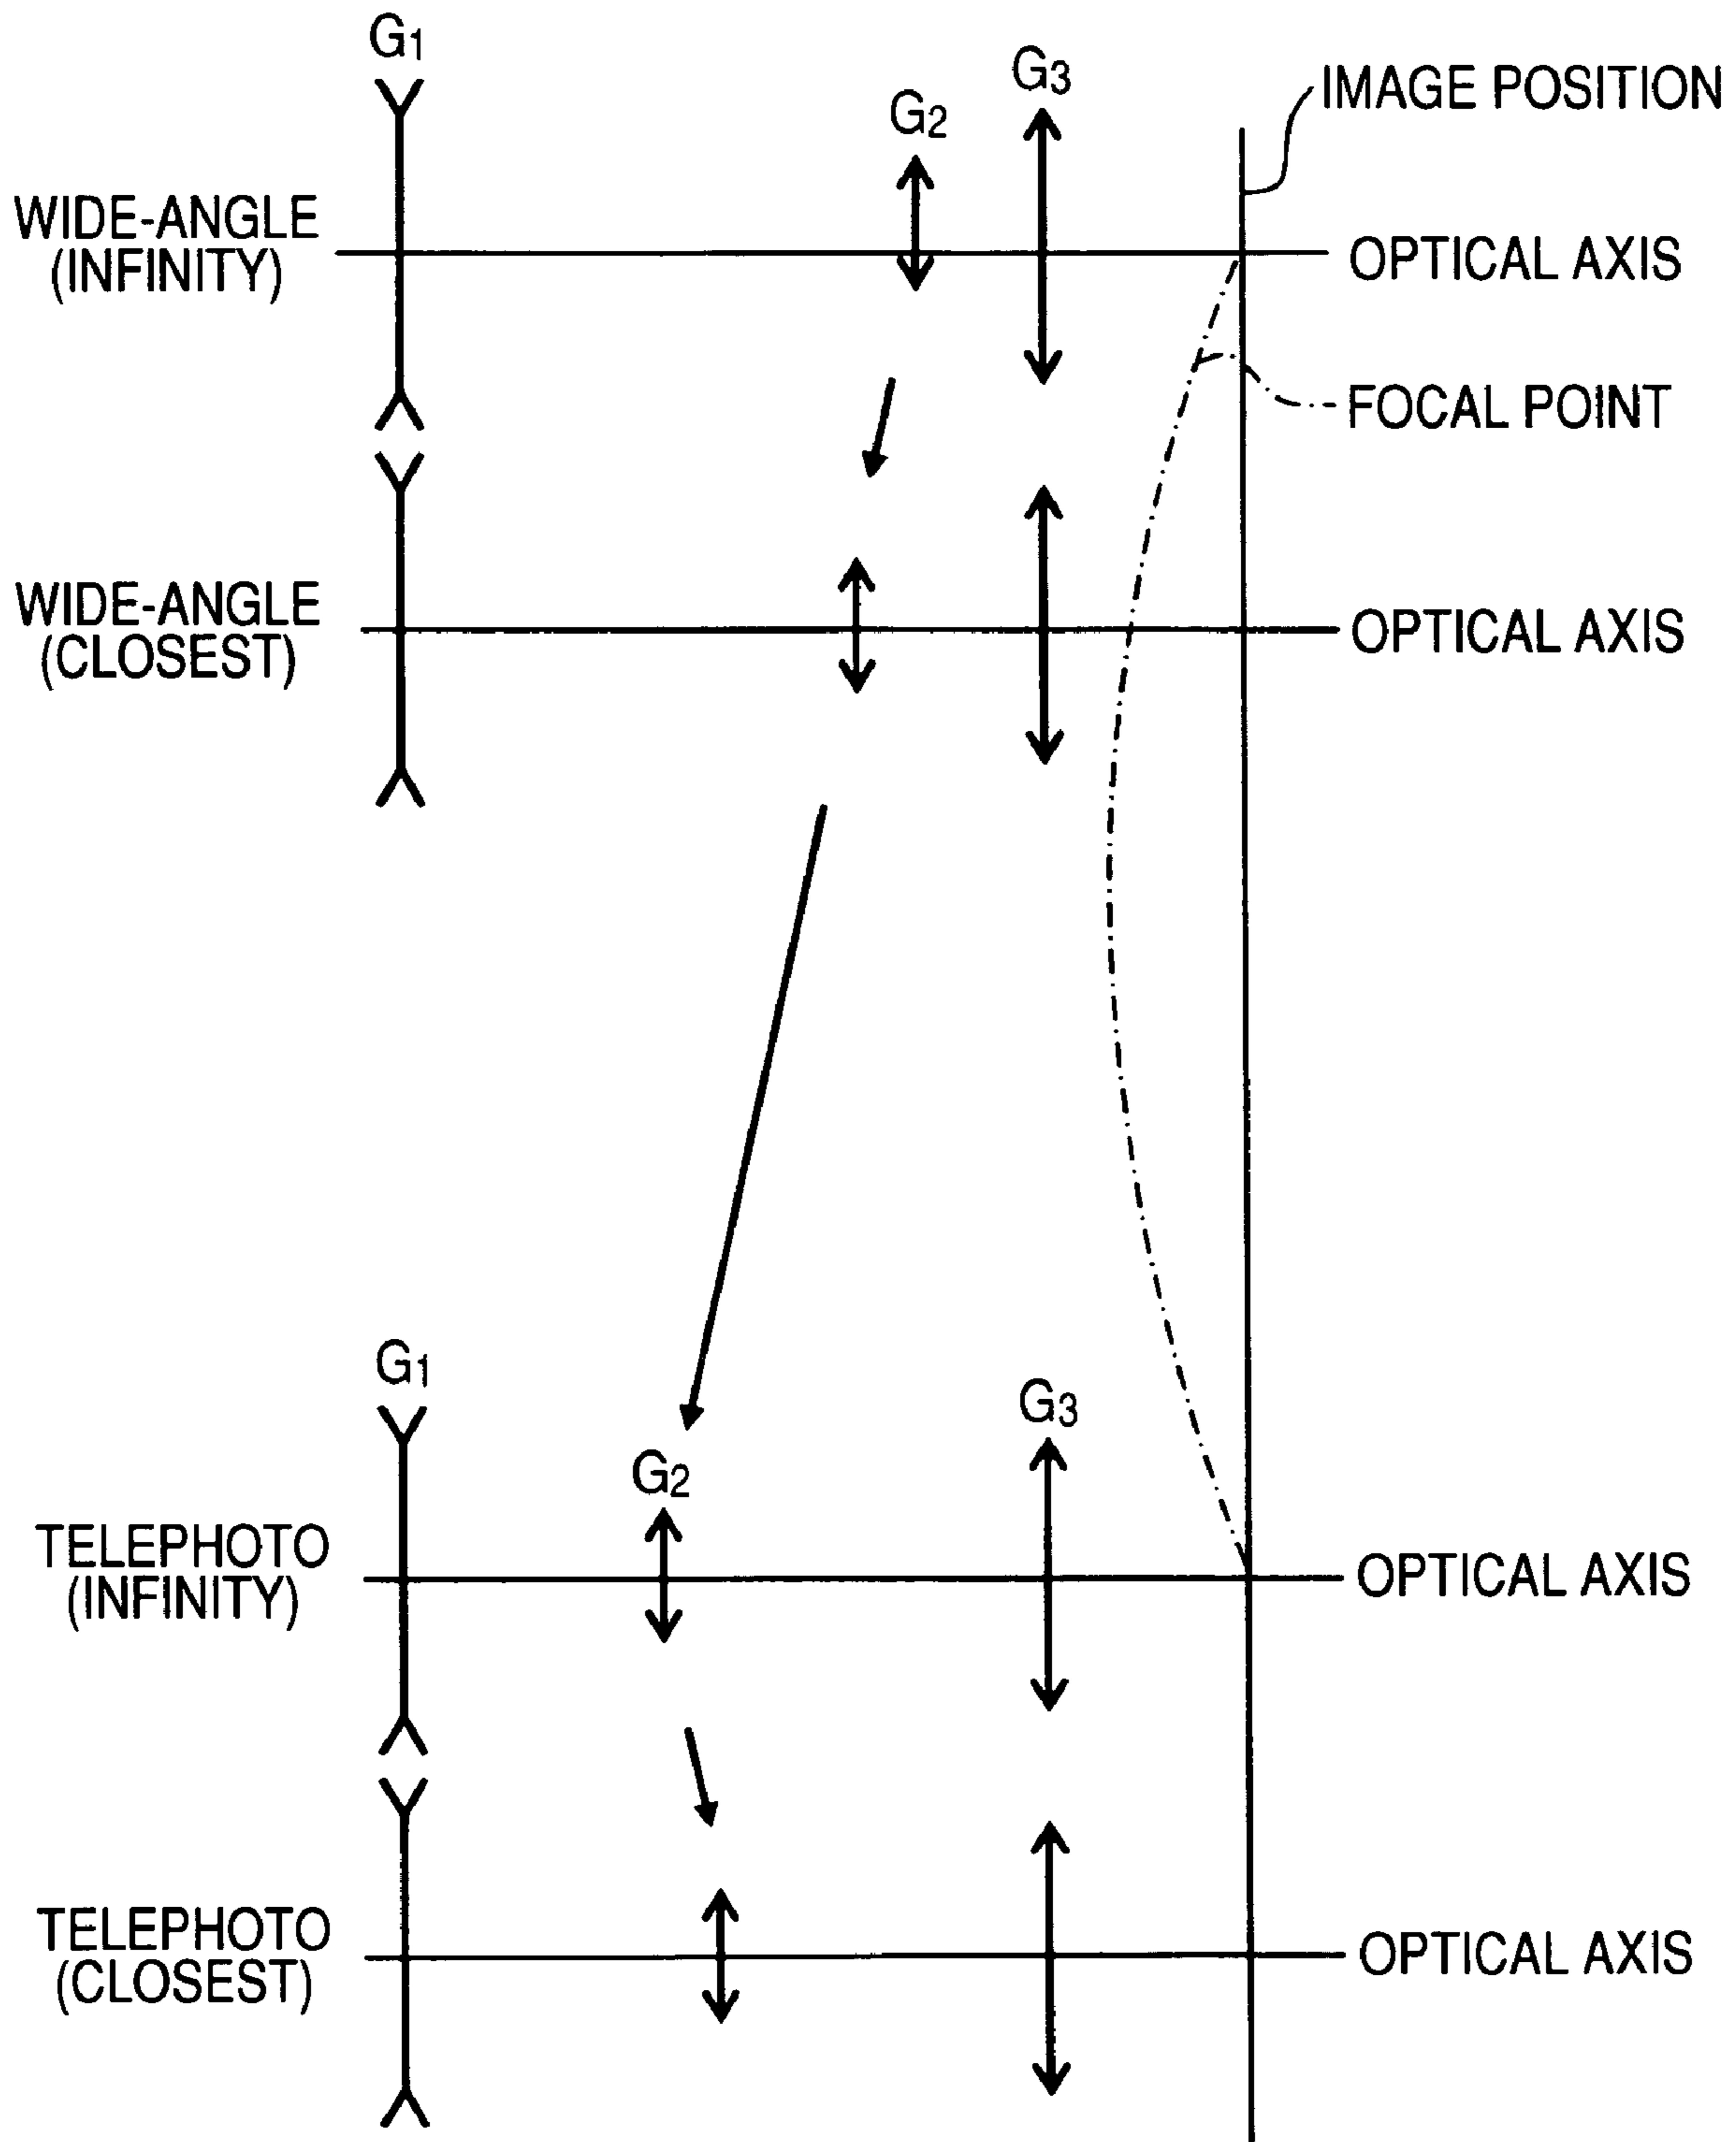 G1
G2
G3
IMAGE POSITION
WIDE-ANGLE
(INFINITY)
OPTICAL AXIS
FOCAL POINT
WIDE-ANGLE
(CLOSEST)
OPTICAL AXIS
G1
G2
G3
TELEPHOTO
(INFINITY)
OPTICAL AXIS
TELEPHOTO
(CLOSEST)
OPTICAL AXIS